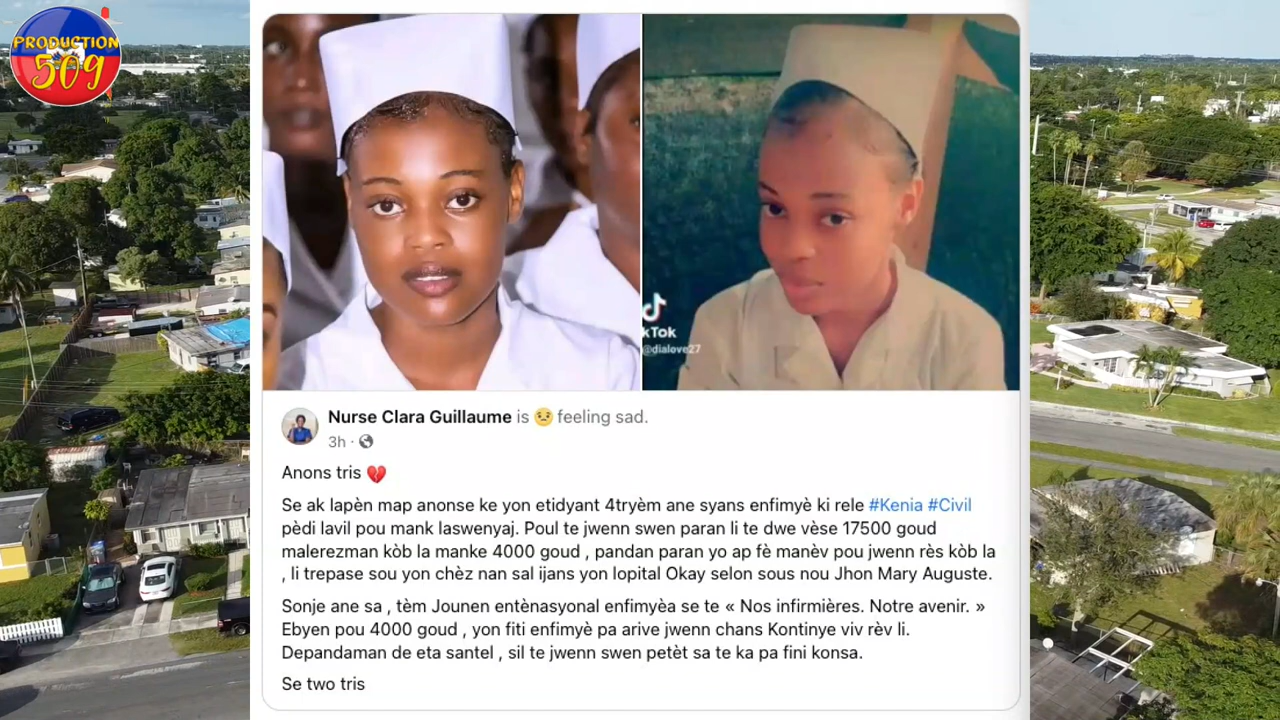 PRODUCTION
509
kTok
@dialove27
Nurse Clara Guillaume is 😟 feeling sad.
3h ·
Anons tris 💔
Se ak lapèn map anonse ke yon etidyant 4tryèm ane syans enfimyè ki rele #Kenia #Civil
pèdi lavil pou mank laswenyaj. Poul te jwenn swen paran li te dwe vèse 17500 goud
malerezman kòb la manke 4000 goud , pandan paran yo ap fè manèv pou jwenn rès kòb la
, li trepase sou yon chèz nan sal ijans yon lopital Okay selon sous nou Jhon Mary Auguste.
Sonje ane sa , tèm Jounen entènasyonal enfimyèa se te « Nos infirmières. Notre avenir. »
Ebyen pou 4000 goud , yon fiti enfimyè pa arive jwenn chans Kontinye viv rèv li.
Depandaman de eta santel , sil te jwenn swen petèt sa te ka pa fini konsa.
Se two tris